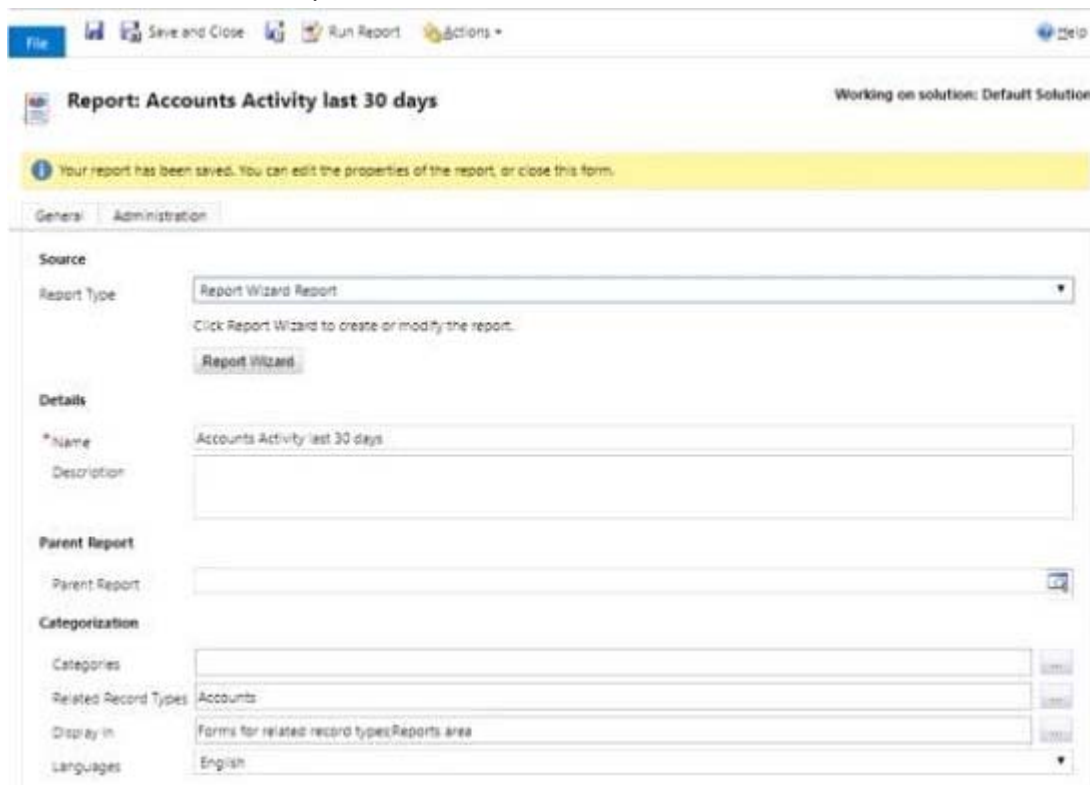 File Save and Close Run Report Actions Help
Report: Accounts Activity last 30 days Working on solution: Default Solution
Your report has been saved. You can edit the properties of the report, or close this form.
General Administration
Source
Report Type Report Wizard Report
Click Report Wizard to create or modify the report.
Report Wizard
Details
*Name Accounts Activity last 30 days
Description
Parent Report
Parent Report
Categorization
Categories ...
Related Record Types Accounts ...
Display In Forms for related record types;Reports area ...
Languages English